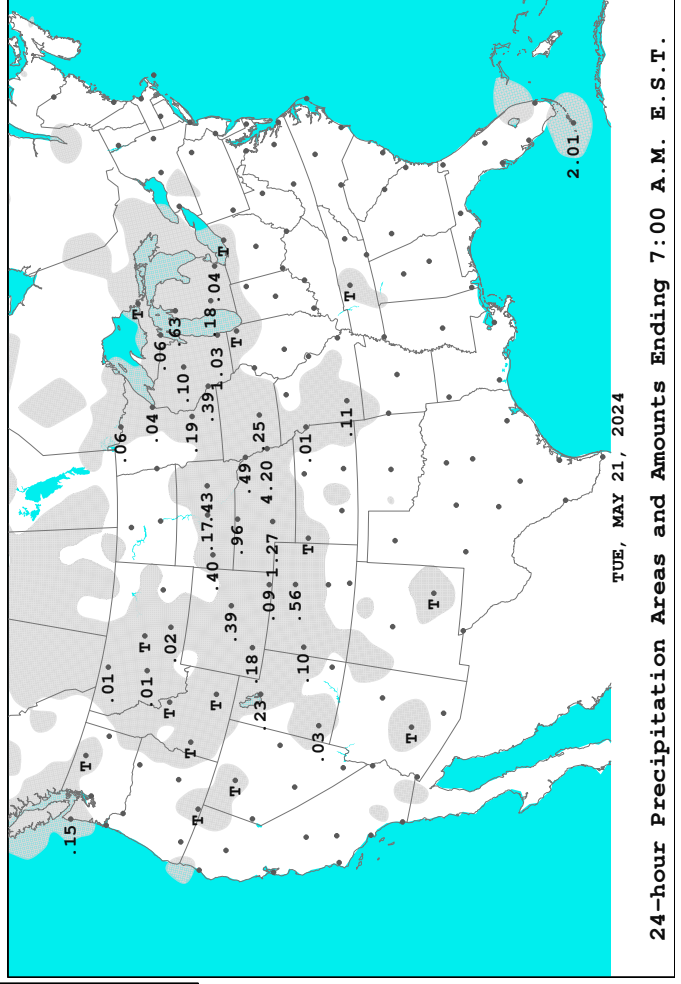 .15
T
.01
.06
T
T
.01
.04
.06
T
.02
.63
.10
T
.19
T
.17
.43
.39
.18
.40
.04
T
1.03
T
.39
T
T
.96
.49
.18
.25
.23
4.20
.09
1.27
.56
.10
.01
T
.03
.11
T
T
T
2.01
TUE, MAY 21, 2024
24-hour Precipitation Areas and Amounts Ending 7:00 A.M. E.S.T.